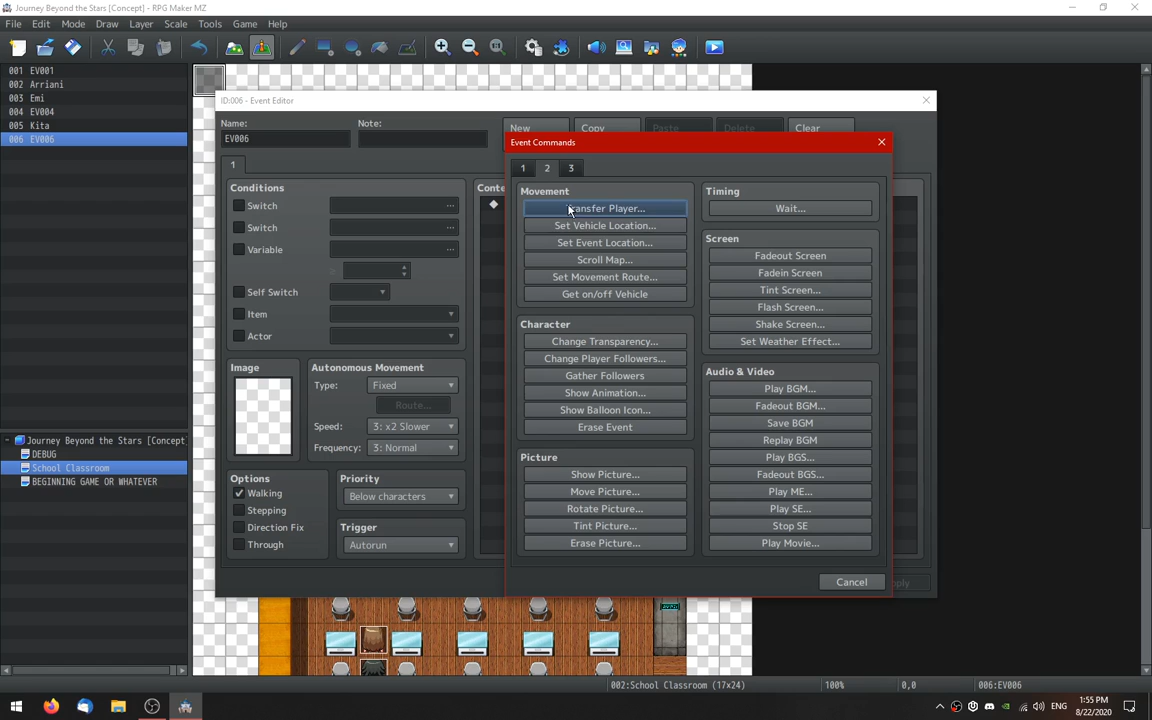 Journey Beyond the Stars [Concept] - RPG Maker MZ
File Edit Mode Draw Layer Scale Tools Game Help
001 EV001
002 Arriani
003 Emi
004 EV004
005 Kita
006 EV006
Journey Beyond the Stars [Concept
DEBUG
School Classroom
BEGINNING GAME OR WHATEVER
ID:006 - Event Editor
Name:
EV006
Note:
New
Copy
Paste
Delete
Clear
1
Conditions
Switch ...
Switch ...
Variable ...
≥
Self Switch
Item
Actor
Image
Autonomous Movement
Type: Fixed
Route...
Speed: 3: x2 Slower
Frequency: 3: Normal
Options
Walking
Stepping
Direction Fix
Through
Priority
Below characters
Trigger
Autorun
Conte
Event Commands
1 2 3
Movement
Transfer Player...
Set Vehicle Location...
Set Event Location...
Scroll Map...
Set Movement Route...
Get on/off Vehicle
Character
Change Transparency...
Change Player Followers...
Gather Followers
Show Animation...
Show Balloon Icon...
Erase Event
Picture
Show Picture...
Move Picture...
Rotate Picture...
Tint Picture...
Erase Picture...
Timing
Wait...
Screen
Fadeout Screen
Fadein Screen
Tint Screen...
Flash Screen...
Shake Screen...
Set Weather Effect...
Audio & Video
Play BGM...
Fadeout BGM...
Save BGM
Replay BGM
Play BGS...
Fadeout BGS...
Play ME...
Play SE...
Stop SE
Play Movie...
Cancel
pply
002:School Classroom (17x24)
100%
0,0
006:EV006
ENG
1:55 PM
8/22/2020